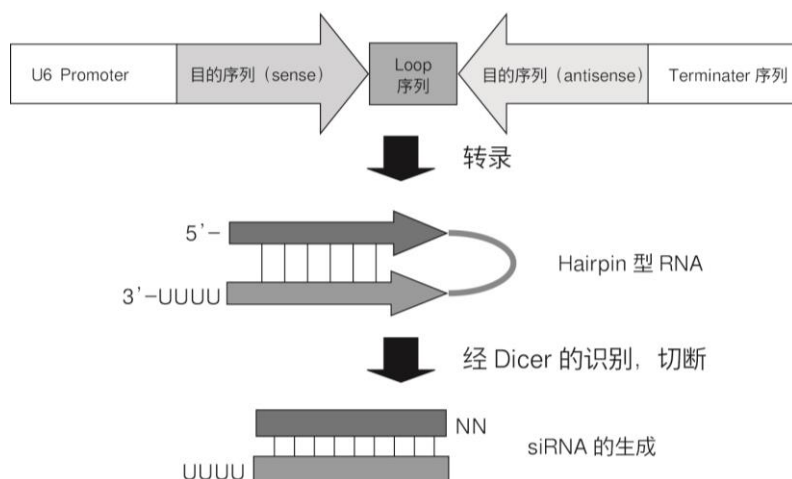 U6 Promoter
目的序列（sense）
Loop
序列
目的序列（antisense）
Terminater 序列
转录
5’-
Hairpin 型 RNA
3’-UUUU
经 Dicer 的识别，切断
NN
siRNA 的生成
UUUU